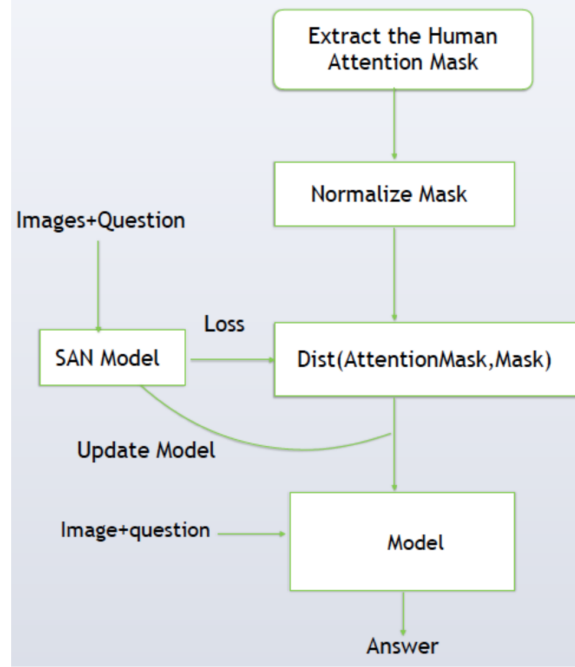 Extract the Human
Attention Mask
Normalize Mask
Images+Question
Loss
SAN Model
Dist(AttentionMask,Mask)
Update Model
Image+question
Model
Answer